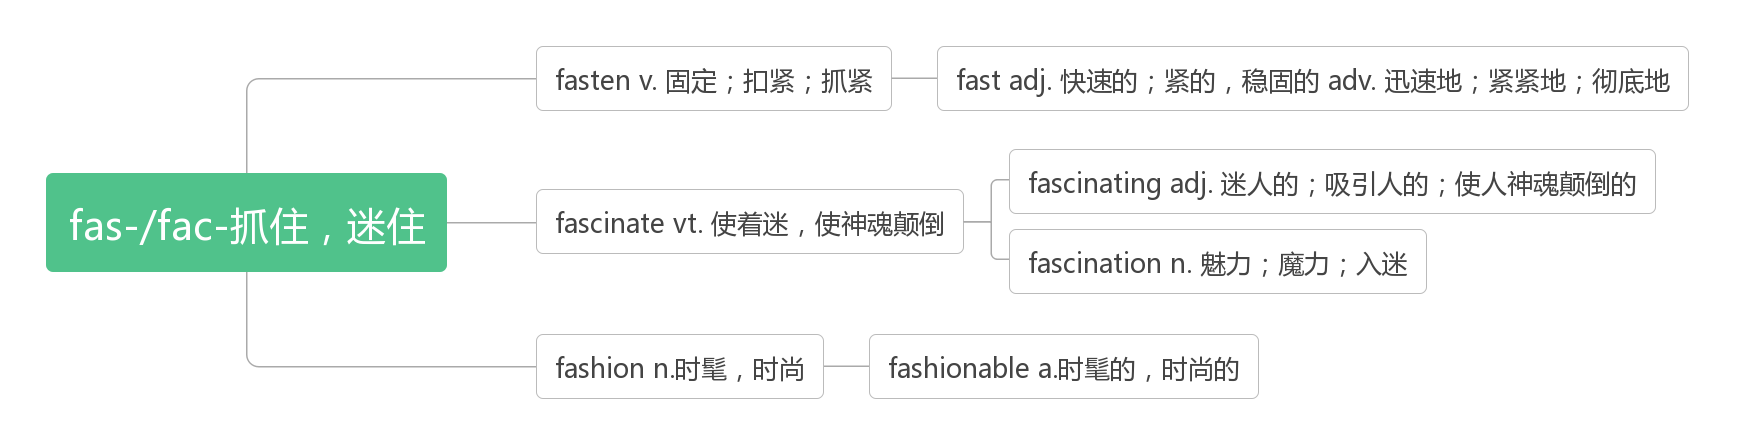 fas-/fac-抓住，迷住
fasten v. 固定；扣紧；抓紧
fast adj. 快速的；紧的，稳固的 adv. 迅速地；紧紧地；彻底地
fascinate vt. 使着迷，使神魂颠倒
fascinating adj. 迷人的；吸引人的；使人神魂颠倒的
fascination n. 魅力；魔力；入迷
fashion n.时髦，时尚
fashionable a.时髦的，时尚的